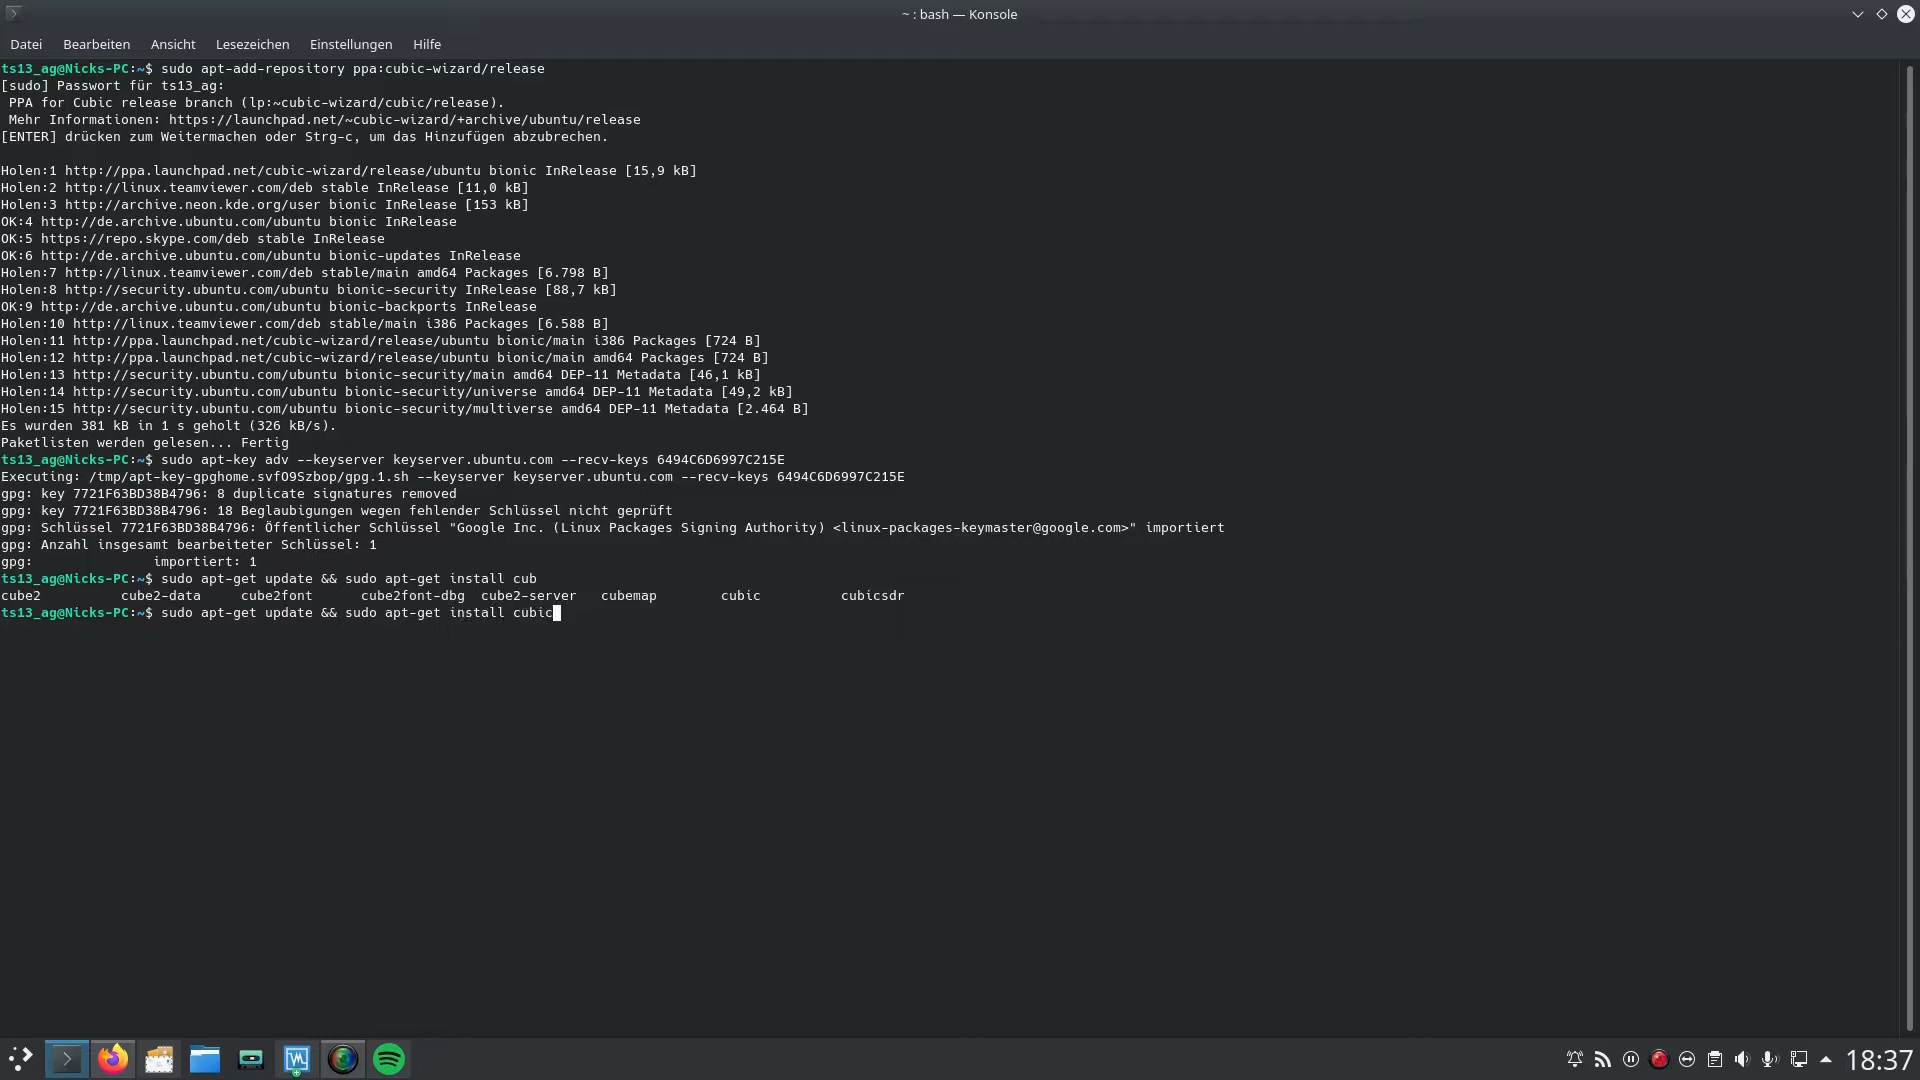 ~ : bash — Konsole
Datei Bearbeiten Ansicht Lesezeichen Einstellungen Hilfe
ts13_ag@Nicks-PC:~$ sudo apt-add-repository ppa:cubic-wizard/release
[sudo] Passwort für ts13_ag:
PPA for Cubic release branch (lp:~cubic-wizard/cubic/release).
Mehr Informationen: https://launchpad.net/~cubic-wizard/+archive/ubuntu/release
[ENTER] drücken zum Weitermachen oder Strg-c, um das Hinzufügen abzubrechen.
Holen:1 http://ppa.launchpad.net/cubic-wizard/release/ubuntu bionic InRelease [15,9 kB]
Holen:2 http://linux.teamviewer.com/deb stable InRelease [11,0 kB]
Holen:3 http://archive.neon.kde.org/user bionic InRelease [153 kB]
OK:4 http://de.archive.ubuntu.com/ubuntu bionic InRelease
OK:5 https://repo.skype.com/deb stable InRelease
OK:6 http://de.archive.ubuntu.com/ubuntu bionic-updates InRelease
Holen:7 http://linux.teamviewer.com/deb stable/main amd64 Packages [6.798 B]
Holen:8 http://security.ubuntu.com/ubuntu bionic-security InRelease [88,7 kB]
OK:9 http://de.archive.ubuntu.com/ubuntu bionic-backports InRelease
Holen:10 http://linux.teamviewer.com/deb stable/main i386 Packages [6.588 B]
Holen:11 http://ppa.launchpad.net/cubic-wizard/release/ubuntu bionic/main i386 Packages [724 B]
Holen:12 http://ppa.launchpad.net/cubic-wizard/release/ubuntu bionic/main amd64 Packages [724 B]
Holen:13 http://security.ubuntu.com/ubuntu bionic-security/main amd64 DEP-11 Metadata [46,1 kB]
Holen:14 http://security.ubuntu.com/ubuntu bionic-security/universe amd64 DEP-11 Metadata [49,2 kB]
Holen:15 http://security.ubuntu.com/ubuntu bionic-security/multiverse amd64 DEP-11 Metadata [2.464 B]
Es wurden 381 kB in 1 s geholt (326 kB/s).
Paketlisten werden gelesen... Fertig
ts13_ag@Nicks-PC:~$ sudo apt-key adv --keyserver keyserver.ubuntu.com --recv-keys 6494C6D6997C215E
Executing: /tmp/apt-key-gpghome.svfO9Szbop/gpg.1.sh --keyserver keyserver.ubuntu.com --recv-keys 6494C6D6997C215E
gpg: key 7721F63BD38B4796: 8 duplicate signatures removed
gpg: key 7721F63BD38B4796: 18 Beglaubigungen wegen fehlender Schlüssel nicht geprüft
gpg: Schlüssel 7721F63BD38B4796: Öffentlicher Schlüssel "Google Inc. (Linux Packages Signing Authority) <linux-packages-keymaster@google.com>" importiert
gpg: Anzahl insgesamt bearbeiteter Schlüssel: 1
gpg: importiert: 1
ts13_ag@Nicks-PC:~$ sudo apt-get update && sudo apt-get install cub
cube2 cube2-data cube2font cube2font-dbg cube2-server cubemap cubic cubicsdr
ts13_ag@Nicks-PC:~$ sudo apt-get update && sudo apt-get install cubic
18:37